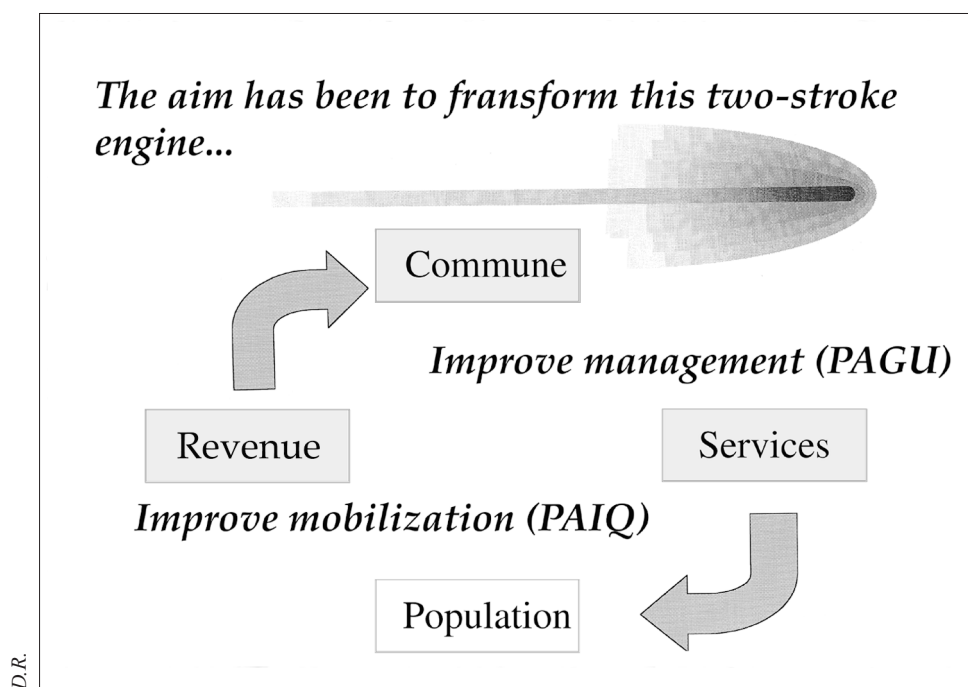 The aim has been to fransform this two-stroke
engine...
Commune
Improve management (PAGU)
Revenue
Services
Improve mobilization (PAIQ)
Population
D.R.